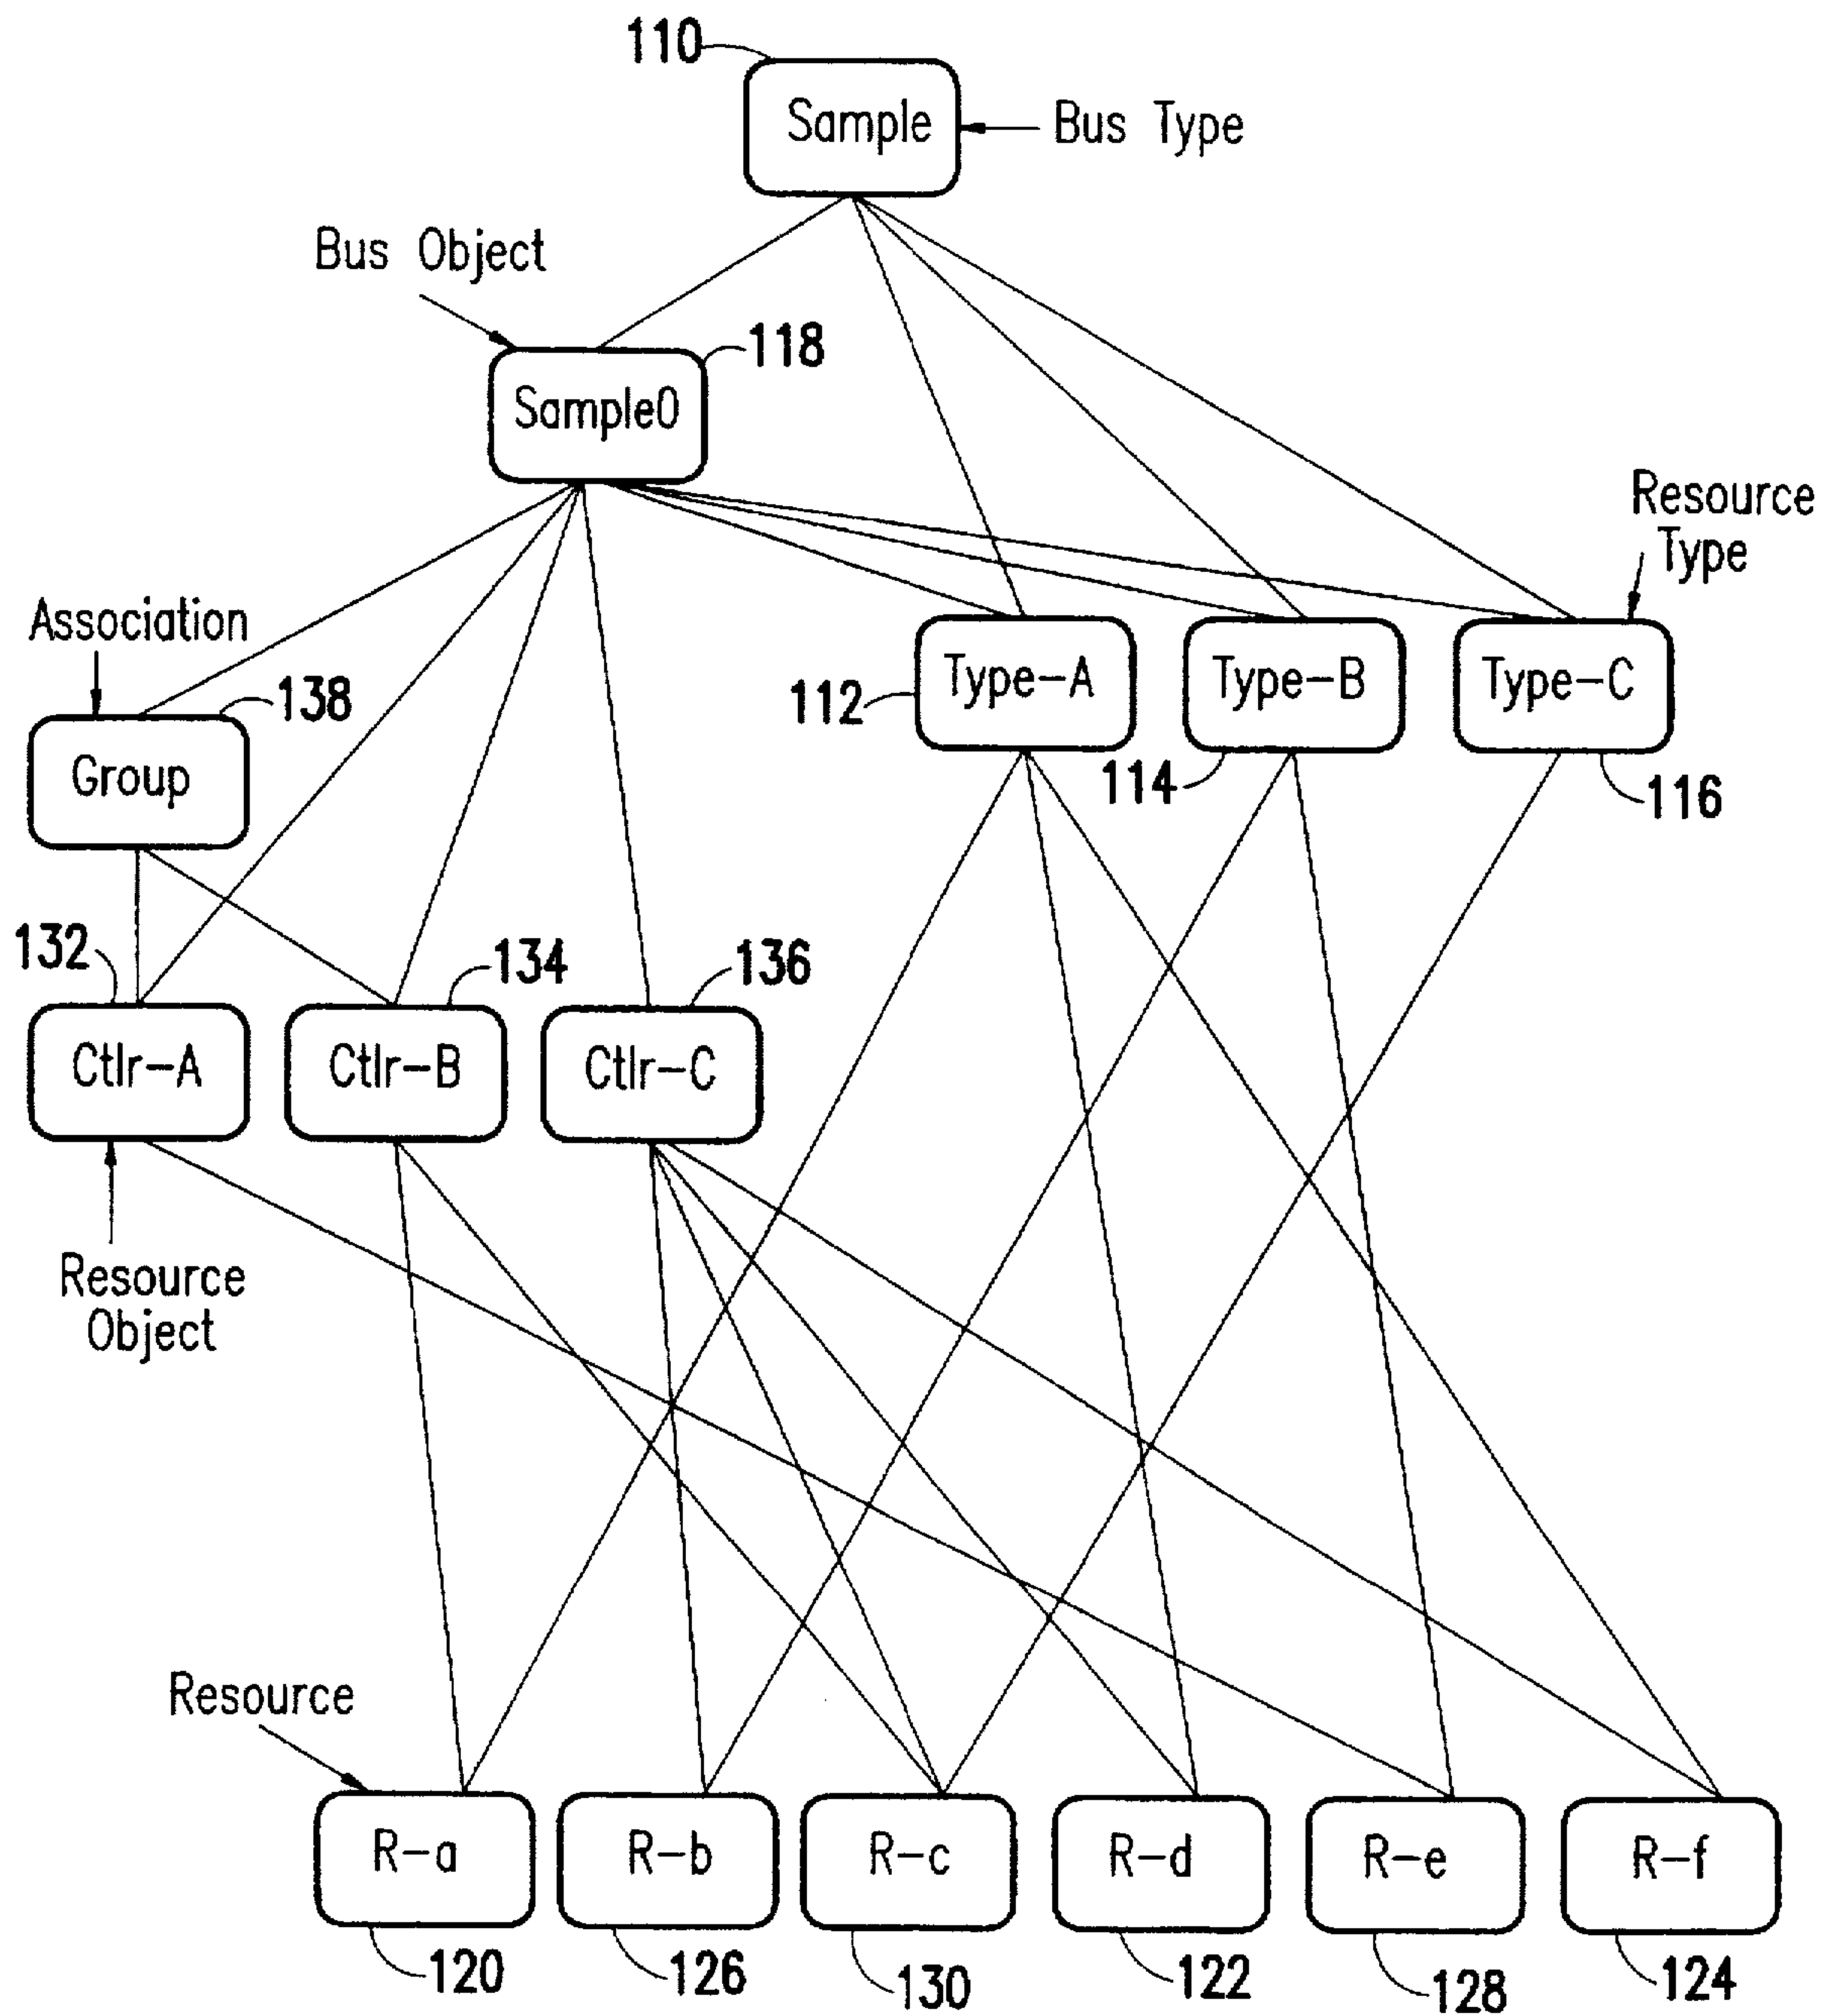 110
Sample
Bus Type
Bus Object
118
Sample0
Resource
Type
Association
138
Group
112
Type-A
Type-B
Type-C
114
116
132
134
136
Ctlr-A
Ctlr-B
Ctlr-C
Resource
Object
Resource
R-a
R-b
R-c
R-d
R-e
R-f
120
126
130
122
128
124